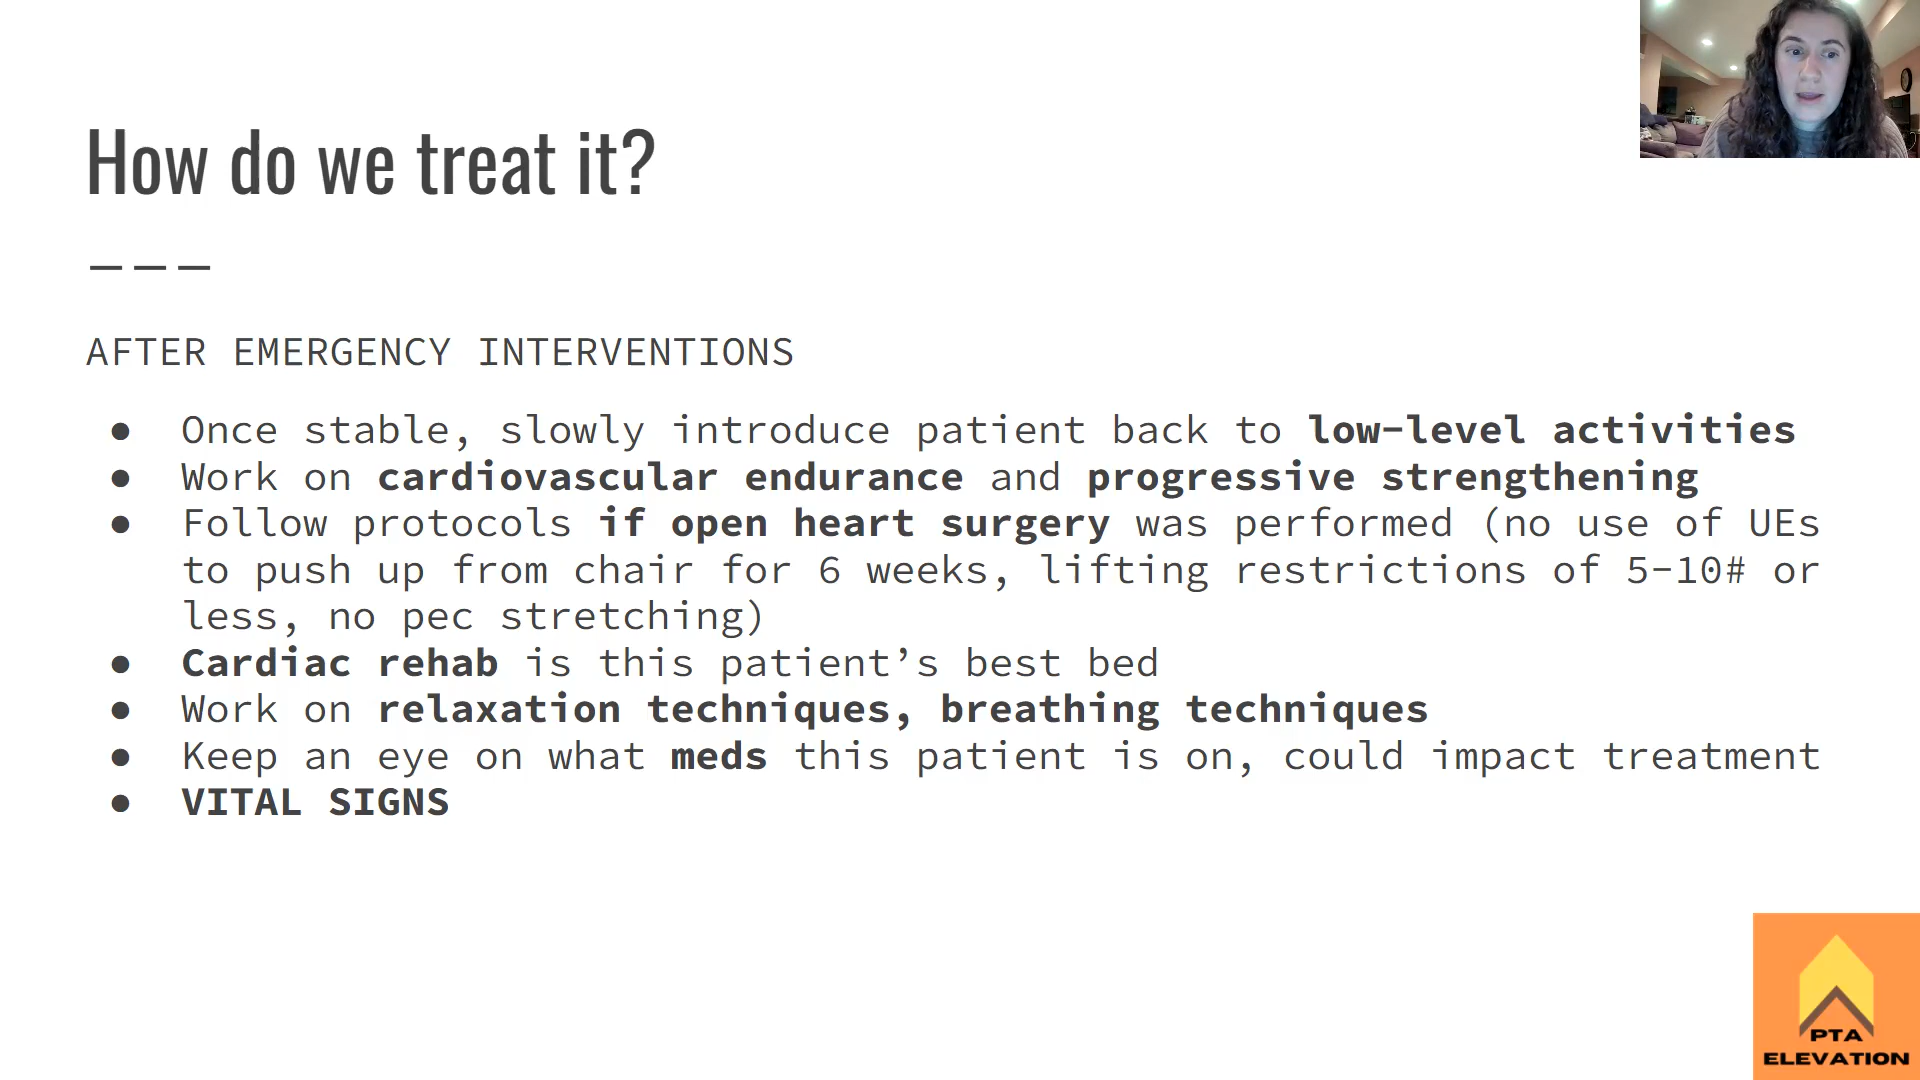 How do we treat it?
AFTER EMERGENCY INTERVENTIONS
● Once stable, slowly introduce patient back to low-level activities
● Work on cardiovascular endurance and progressive strengthening
● Follow protocols if open heart surgery was performed (no use of UEs
to push up from chair for 6 weeks, lifting restrictions of 5-10# or
less, no pec stretching)
● Cardiac rehab is this patient’s best bed
● Work on relaxation techniques, breathing techniques
● Keep an eye on what meds this patient is on, could impact treatment
● VITAL SIGNS
PTA
ELEVATION